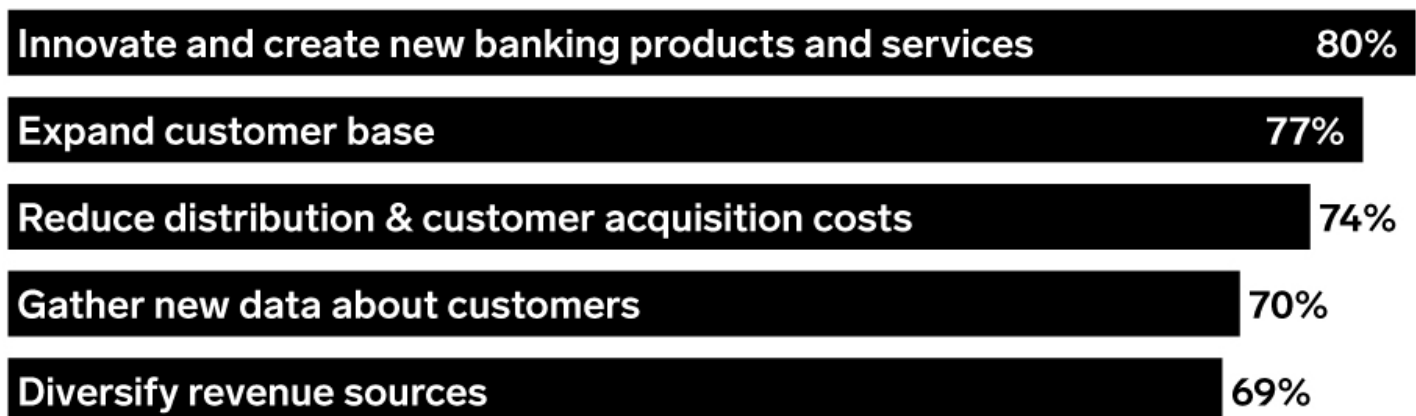 Innovate and create new banking products and services 80%
Expand customer base 77%
Reduce distribution & customer acquisition costs 74%
Gather new data about customers 70%
Diversify revenue sources 69%